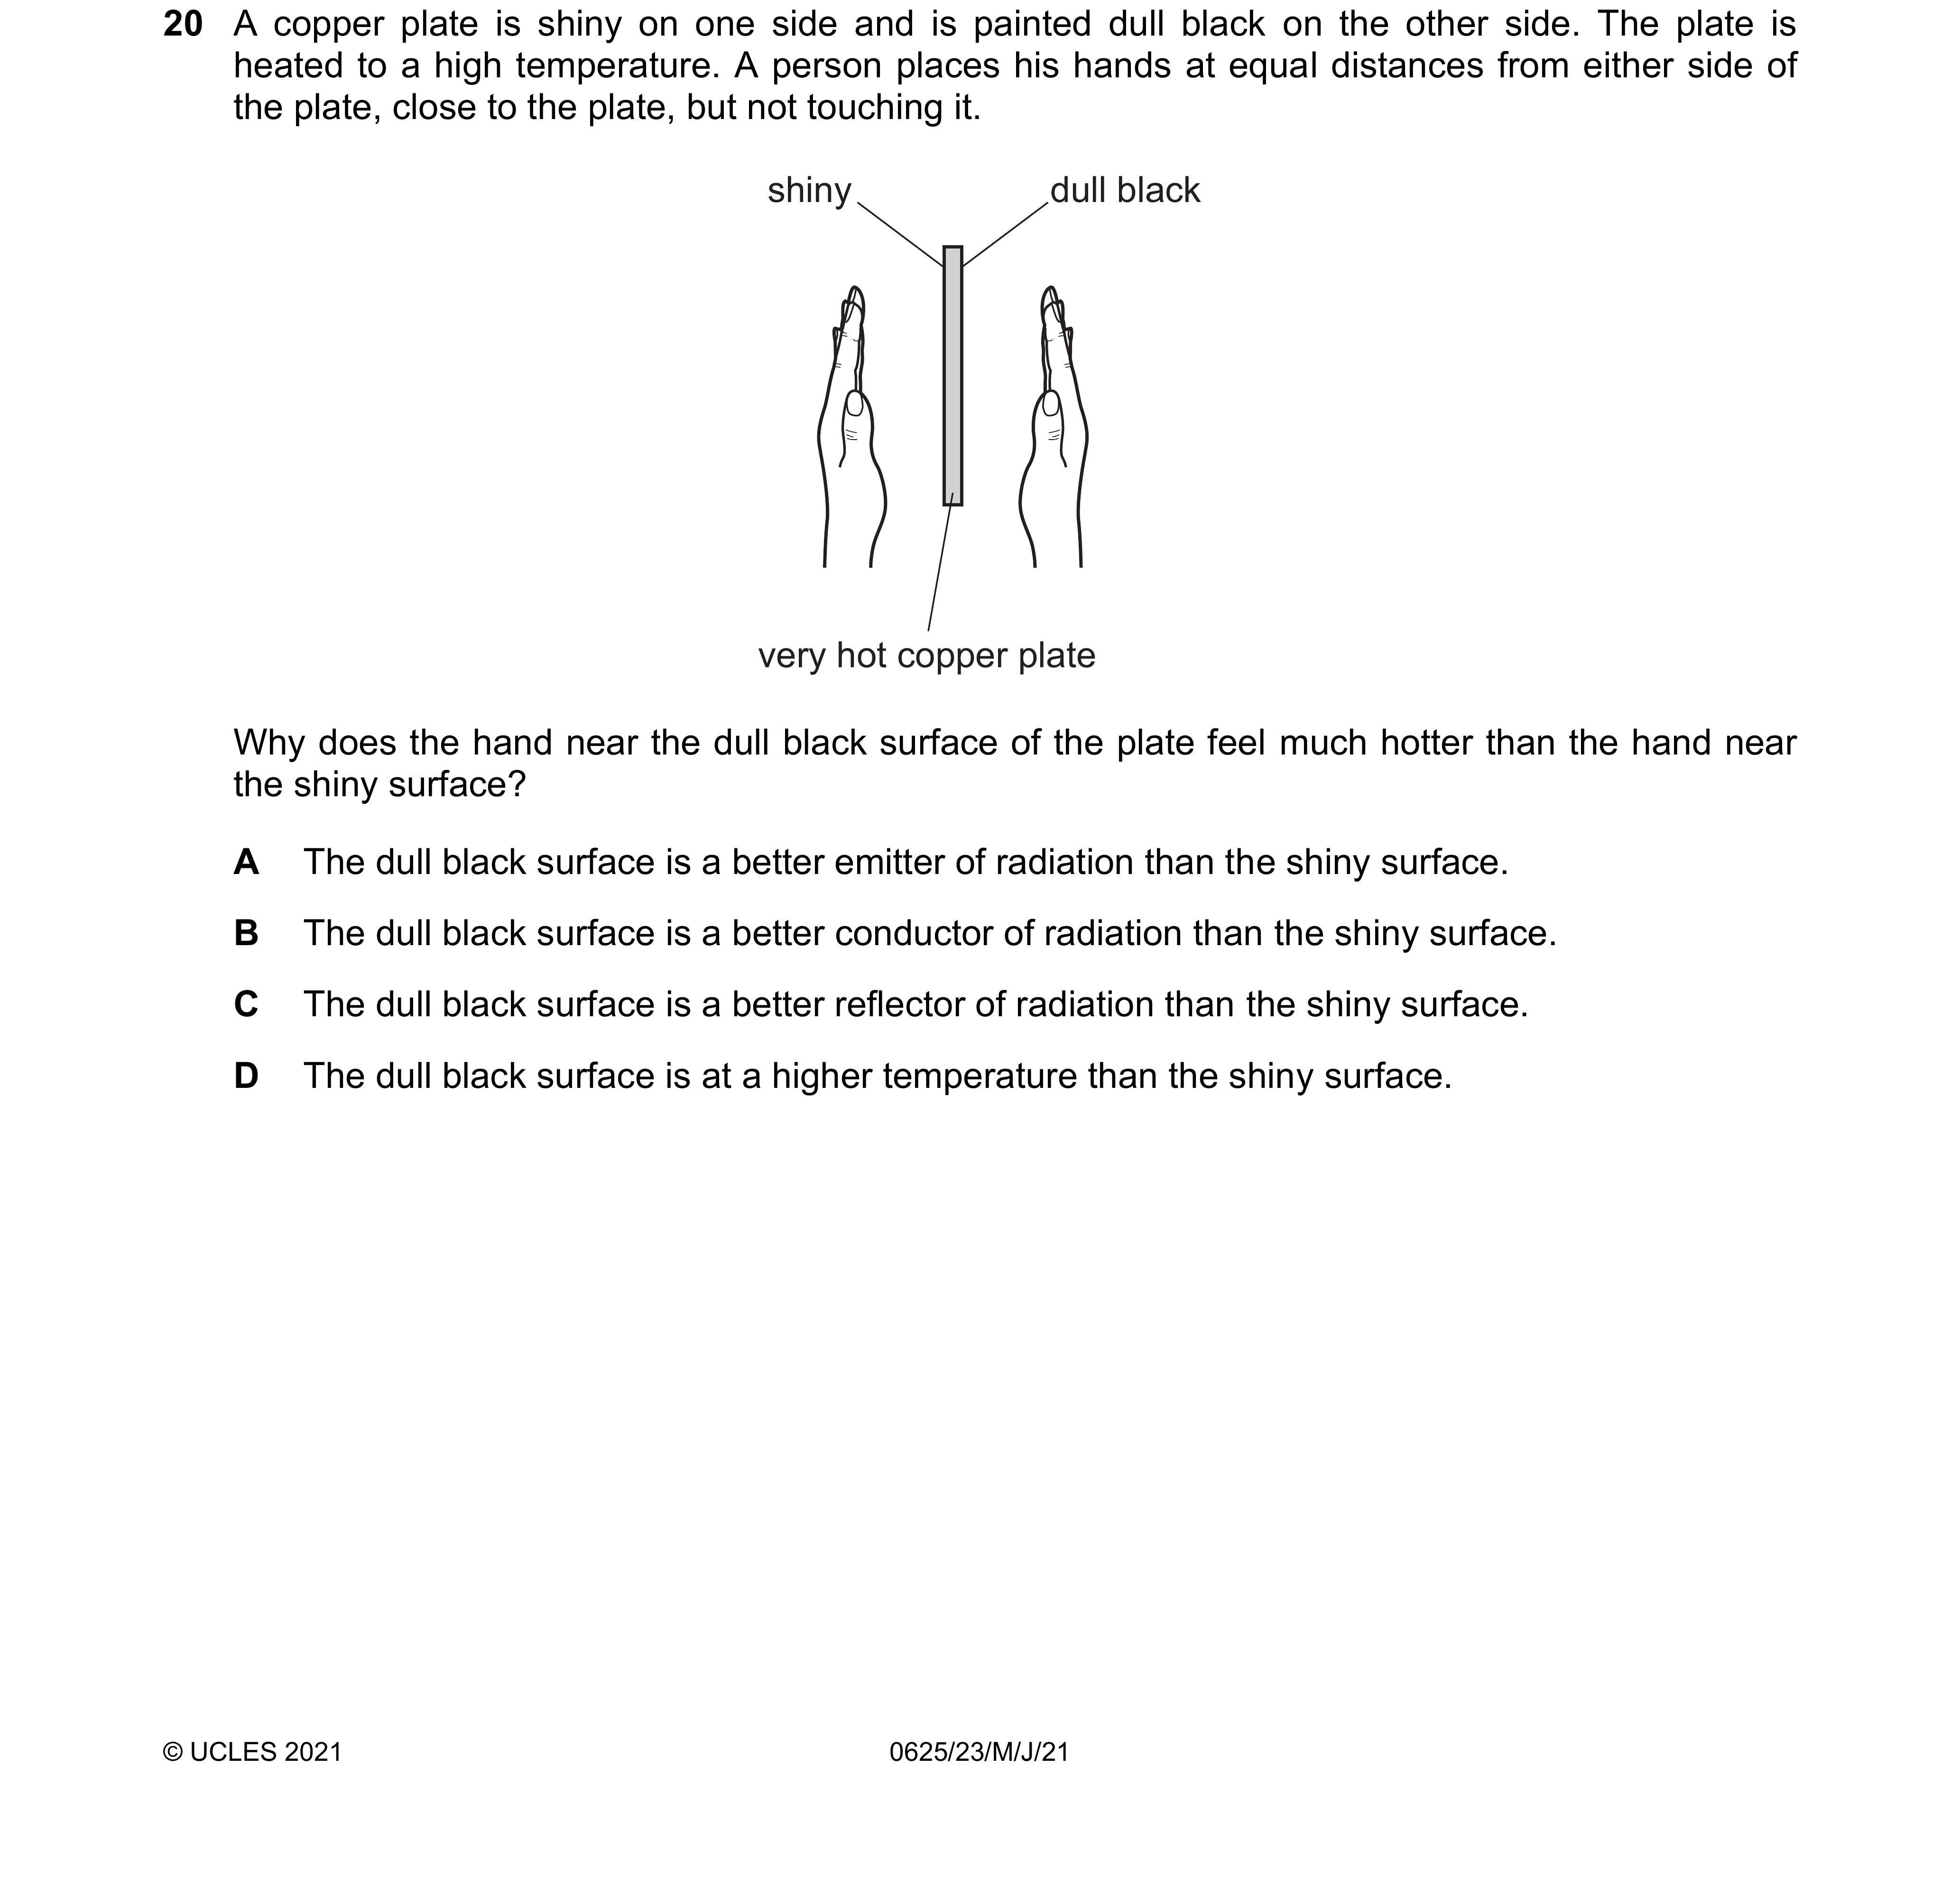 20 A copper plate is shiny on one side and is painted dull black on the other side. The plate is
heated to a high temperature. A person places his hands at equal distances from either side of
the plate, close to the plate, but not touching it.
shiny
dull black
very hot copper plate
Why does the hand near the dull black surface of the plate feel much hotter than the hand near
the shiny surface?
A The dull black surface is a better emitter of radiation than the shiny surface.
B The dull black surface is a better conductor of radiation than the shiny surface.
C The dull black surface is a better reflector of radiation than the shiny surface.
D The dull black surface is at a higher temperature than the shiny surface.
© UCLES 2021
0625/23/M/J/21